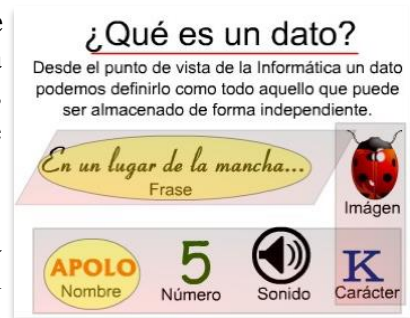 ¿Qué es un dato?
Desde el punto de vista de la Informática un dato
podemos definirlo como todo aquello que puede
ser almacenado de forma independiente.
En un lugar de la mancha...
Frase
Imágen
APOLO
Nombre
5
Número
Sonido
K
Carácter